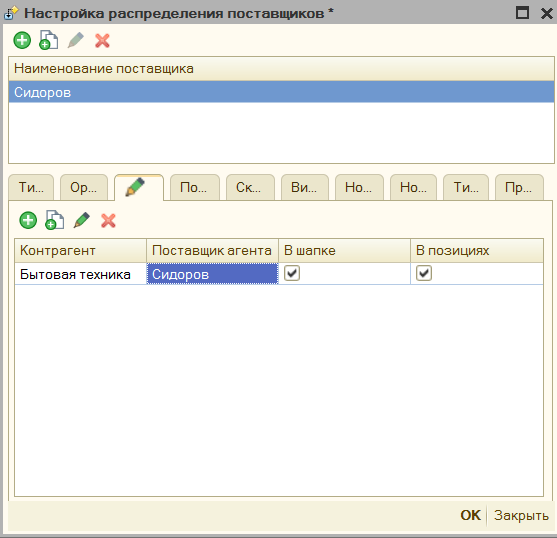 Настройка распределения поставщиков *
Наименование поставщика
Сидоров
Ти... Ор... По... Ск... Ви... Но... Но... Ти... Пр...
Контрагент Поставщик агента В шапке В позициях
Бытовая техника Сидоров
OK Закрыть